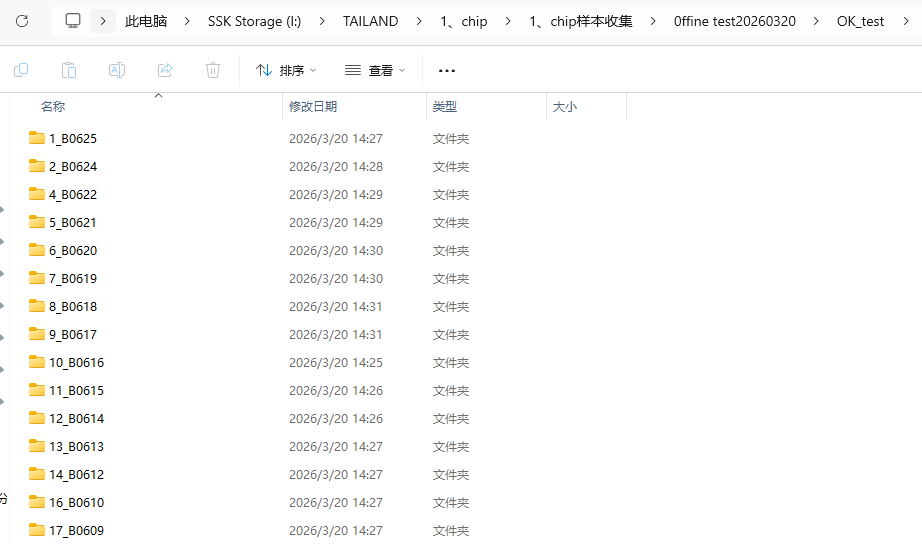 此电脑 > SSK Storage (I:) > TAILAND > 1、chip > 1、chip样本收集 > 0ffine test20260320 > OK_test >
排序 查看 ...
名称 修改日期 类型 大小
1_B0625 2026/3/20 14:27 文件夹
2_B0624 2026/3/20 14:28 文件夹
4_B0622 2026/3/20 14:29 文件夹
5_B0621 2026/3/20 14:29 文件夹
6_B0620 2026/3/20 14:30 文件夹
7_B0619 2026/3/20 14:30 文件夹
8_B0618 2026/3/20 14:31 文件夹
9_B0617 2026/3/20 14:31 文件夹
10_B0616 2026/3/20 14:25 文件夹
11_B0615 2026/3/20 14:26 文件夹
12_B0614 2026/3/20 14:26 文件夹
13_B0613 2026/3/20 14:27 文件夹
14_B0612 2026/3/20 14:27 文件夹
份
16_B0610 2026/3/20 14:27 文件夹
17_B0609 2026/3/20 14:27 文件夹